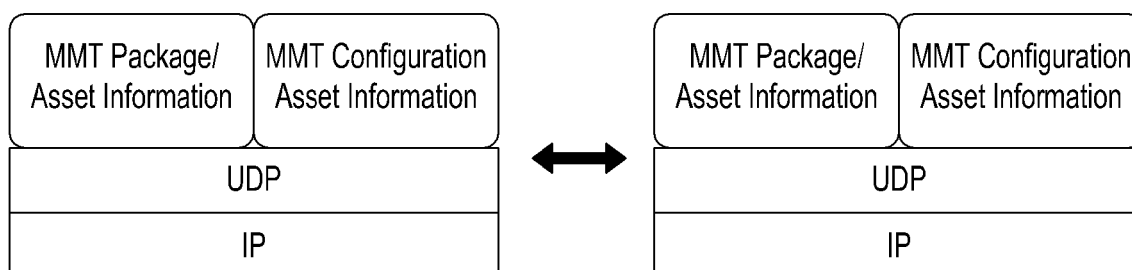 MMT Package/
Asset Information
MMT Configuration
Asset Information
UDP
IP
MMT Package/
Asset Information
MMT Configuration
Asset Information
UDP
IP